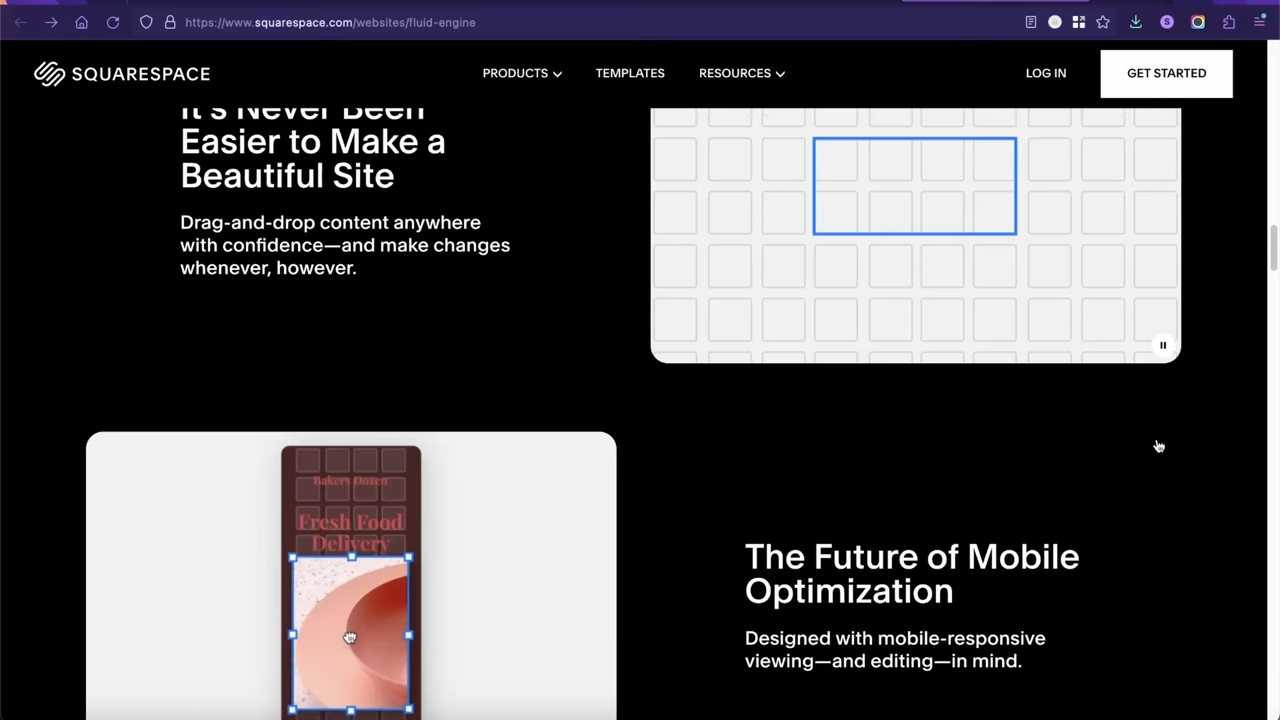 https://www.squarespace.com/websites/fluid-engine
S
SQUARESPACE
PRODUCTS
TEMPLATES
RESOURCES
LOG IN
GET STARTED
It's Never Been
Easier to Make a
Beautiful Site
Drag-and-drop content anywhere
with confidence—and make changes
whenever, however.
Bakers Dozen
Fresh Food
Delivery
The Future of Mobile
Optimization
Designed with mobile-responsive
viewing—and editing—in mind.